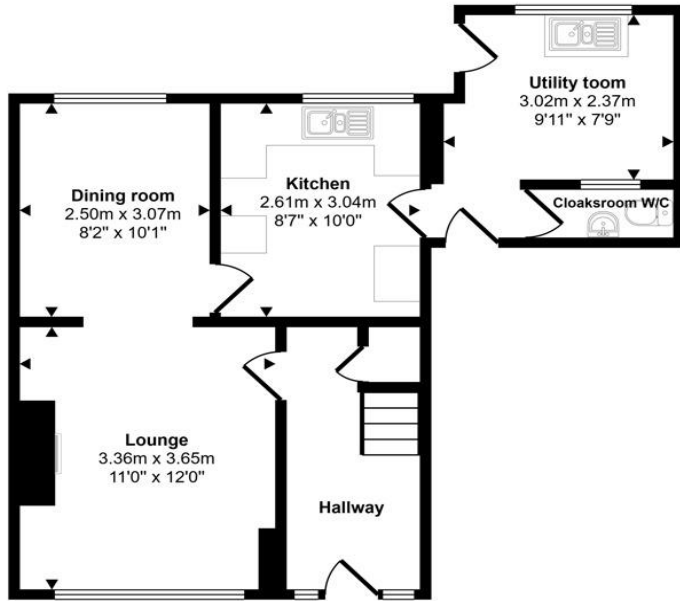 Utility toom
3.02m x 2.37m
9'11" x 7'9"
Dining room
2.50m x 3.07m
8'2" x 10'1"
Kitchen
2.61m x 3.04m
8'7" x 10'0"
Cloaksroom W/C
Lounge
3.36m x 3.65m
11'0" x 12'0"
Hallway